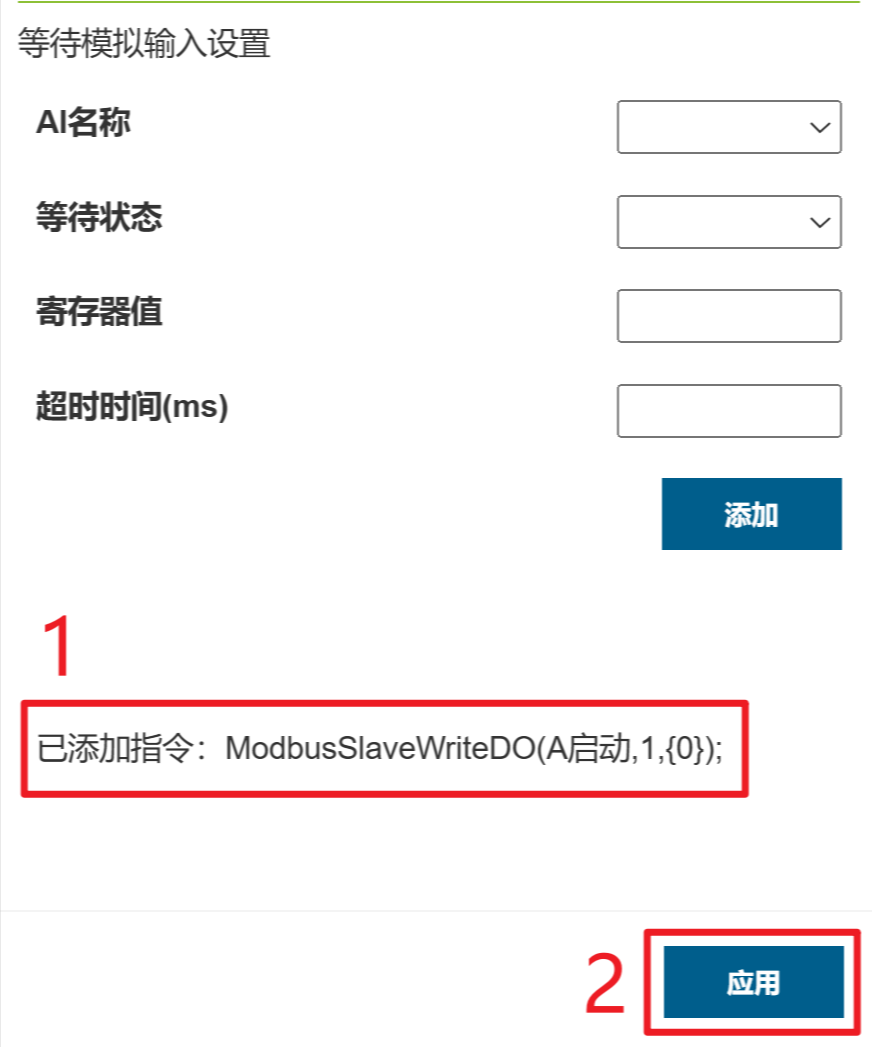 等待模拟输入设置
AI名称
等待状态
寄存器值
超时时间(ms)
添加
1
已添加指令：ModbusSlaveWriteDO(A启动,1,{0});
2
应用